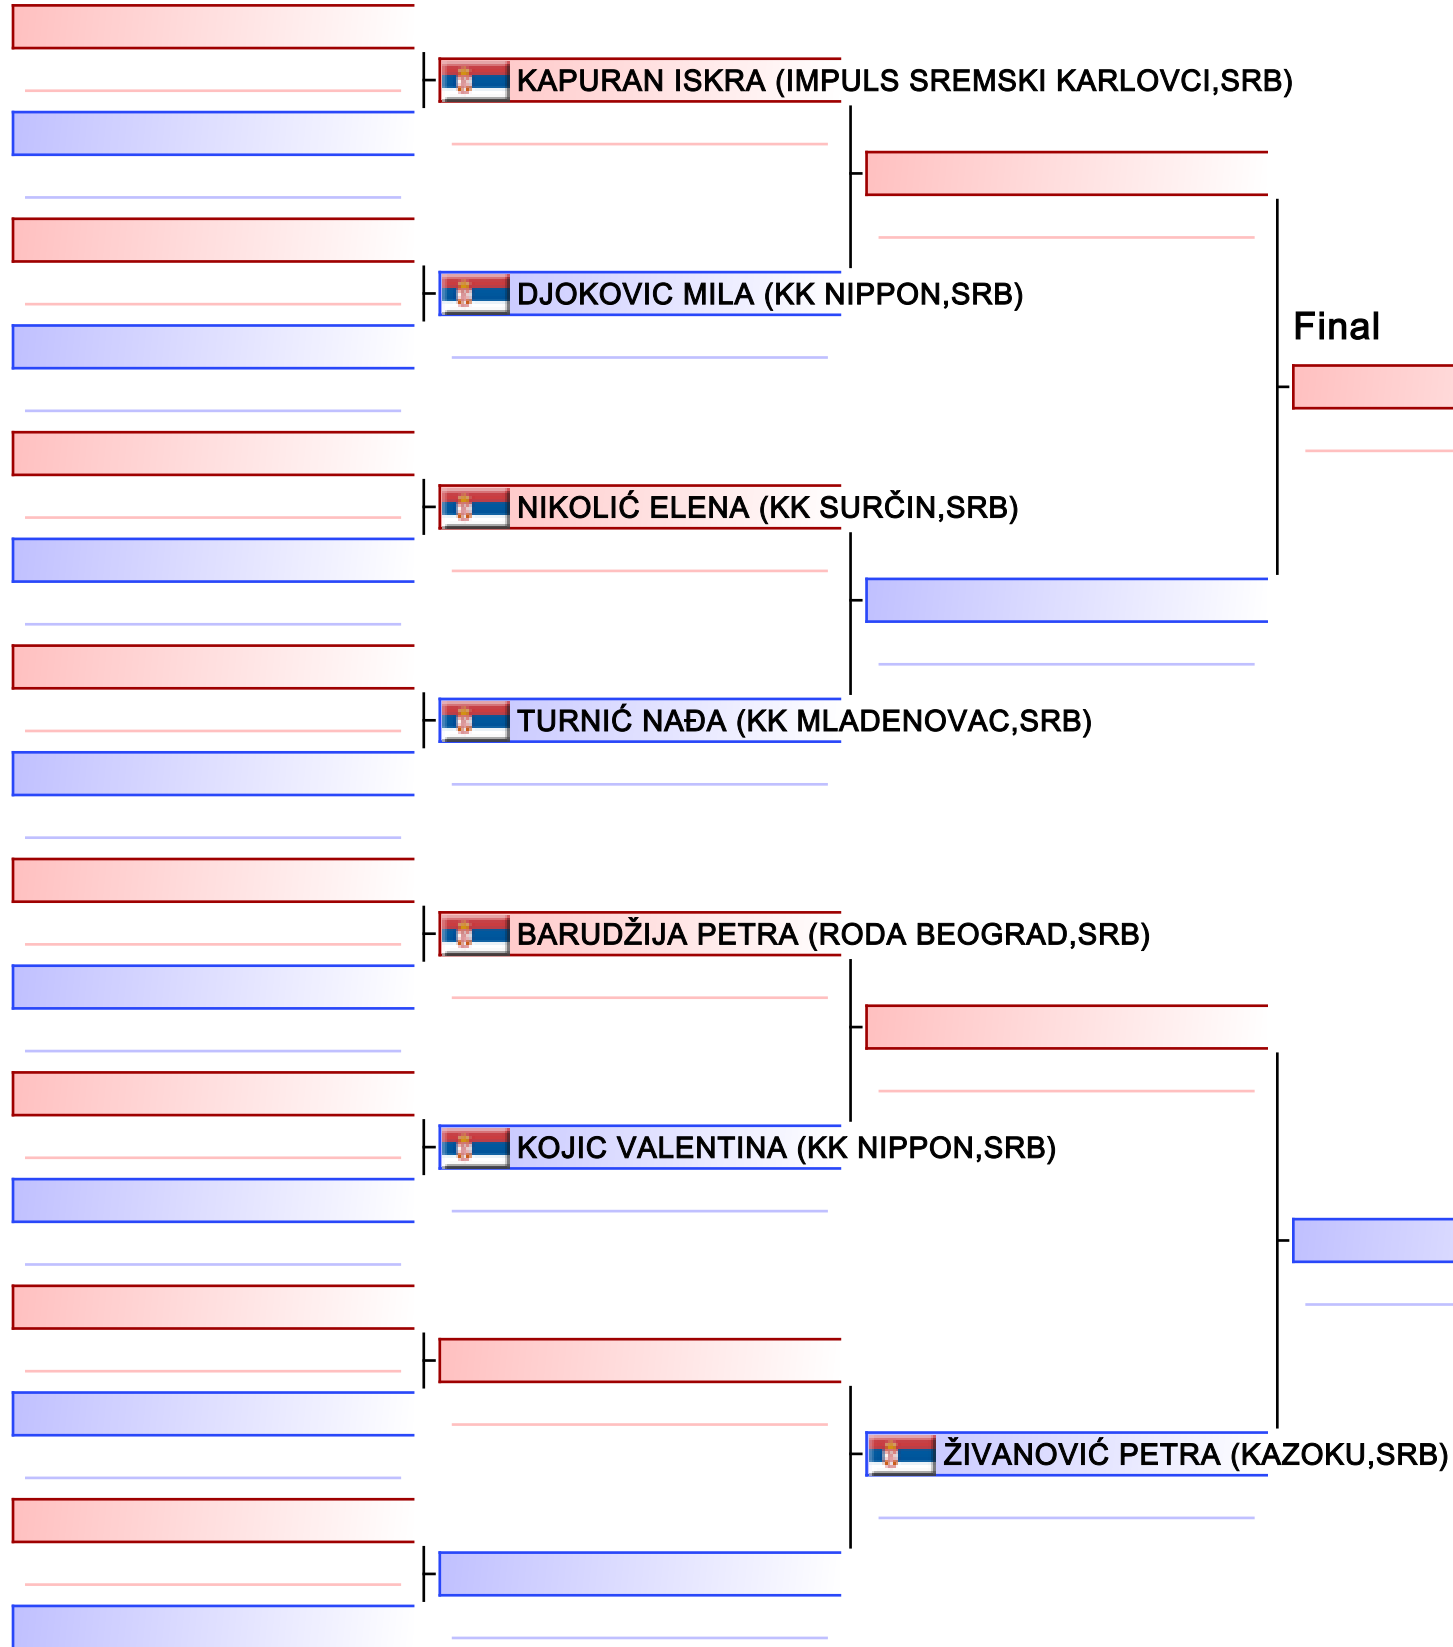 KAPURAN ISKRA (IMPULS SREMSKI KARLOVCI,SRB)
DJOKOVIC MILA (KK NIPPON,SRB)
Final
NIKOLIĆ ELENA (KK SURČIN,SRB)
TURNIĆ NAĐA (KK MLADENOVAC,SRB)
BARUDŽIJA PETRA (RODA BEOGRAD,SRB)
KOJIC VALENTINA (KK NIPPON,SRB)
ŽIVANOVIĆ PETRA (KAZOKU,SRB)